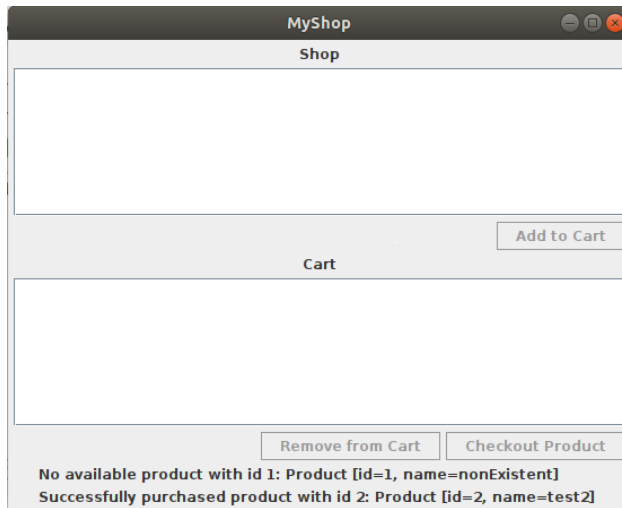 MyShop
Shop
Add to Cart
Cart
Remove from Cart
Checkout Product
No available product with id 1: Product [id=1, name=nonExistent]
Successfully purchased product with id 2: Product [id=2, name=test2]